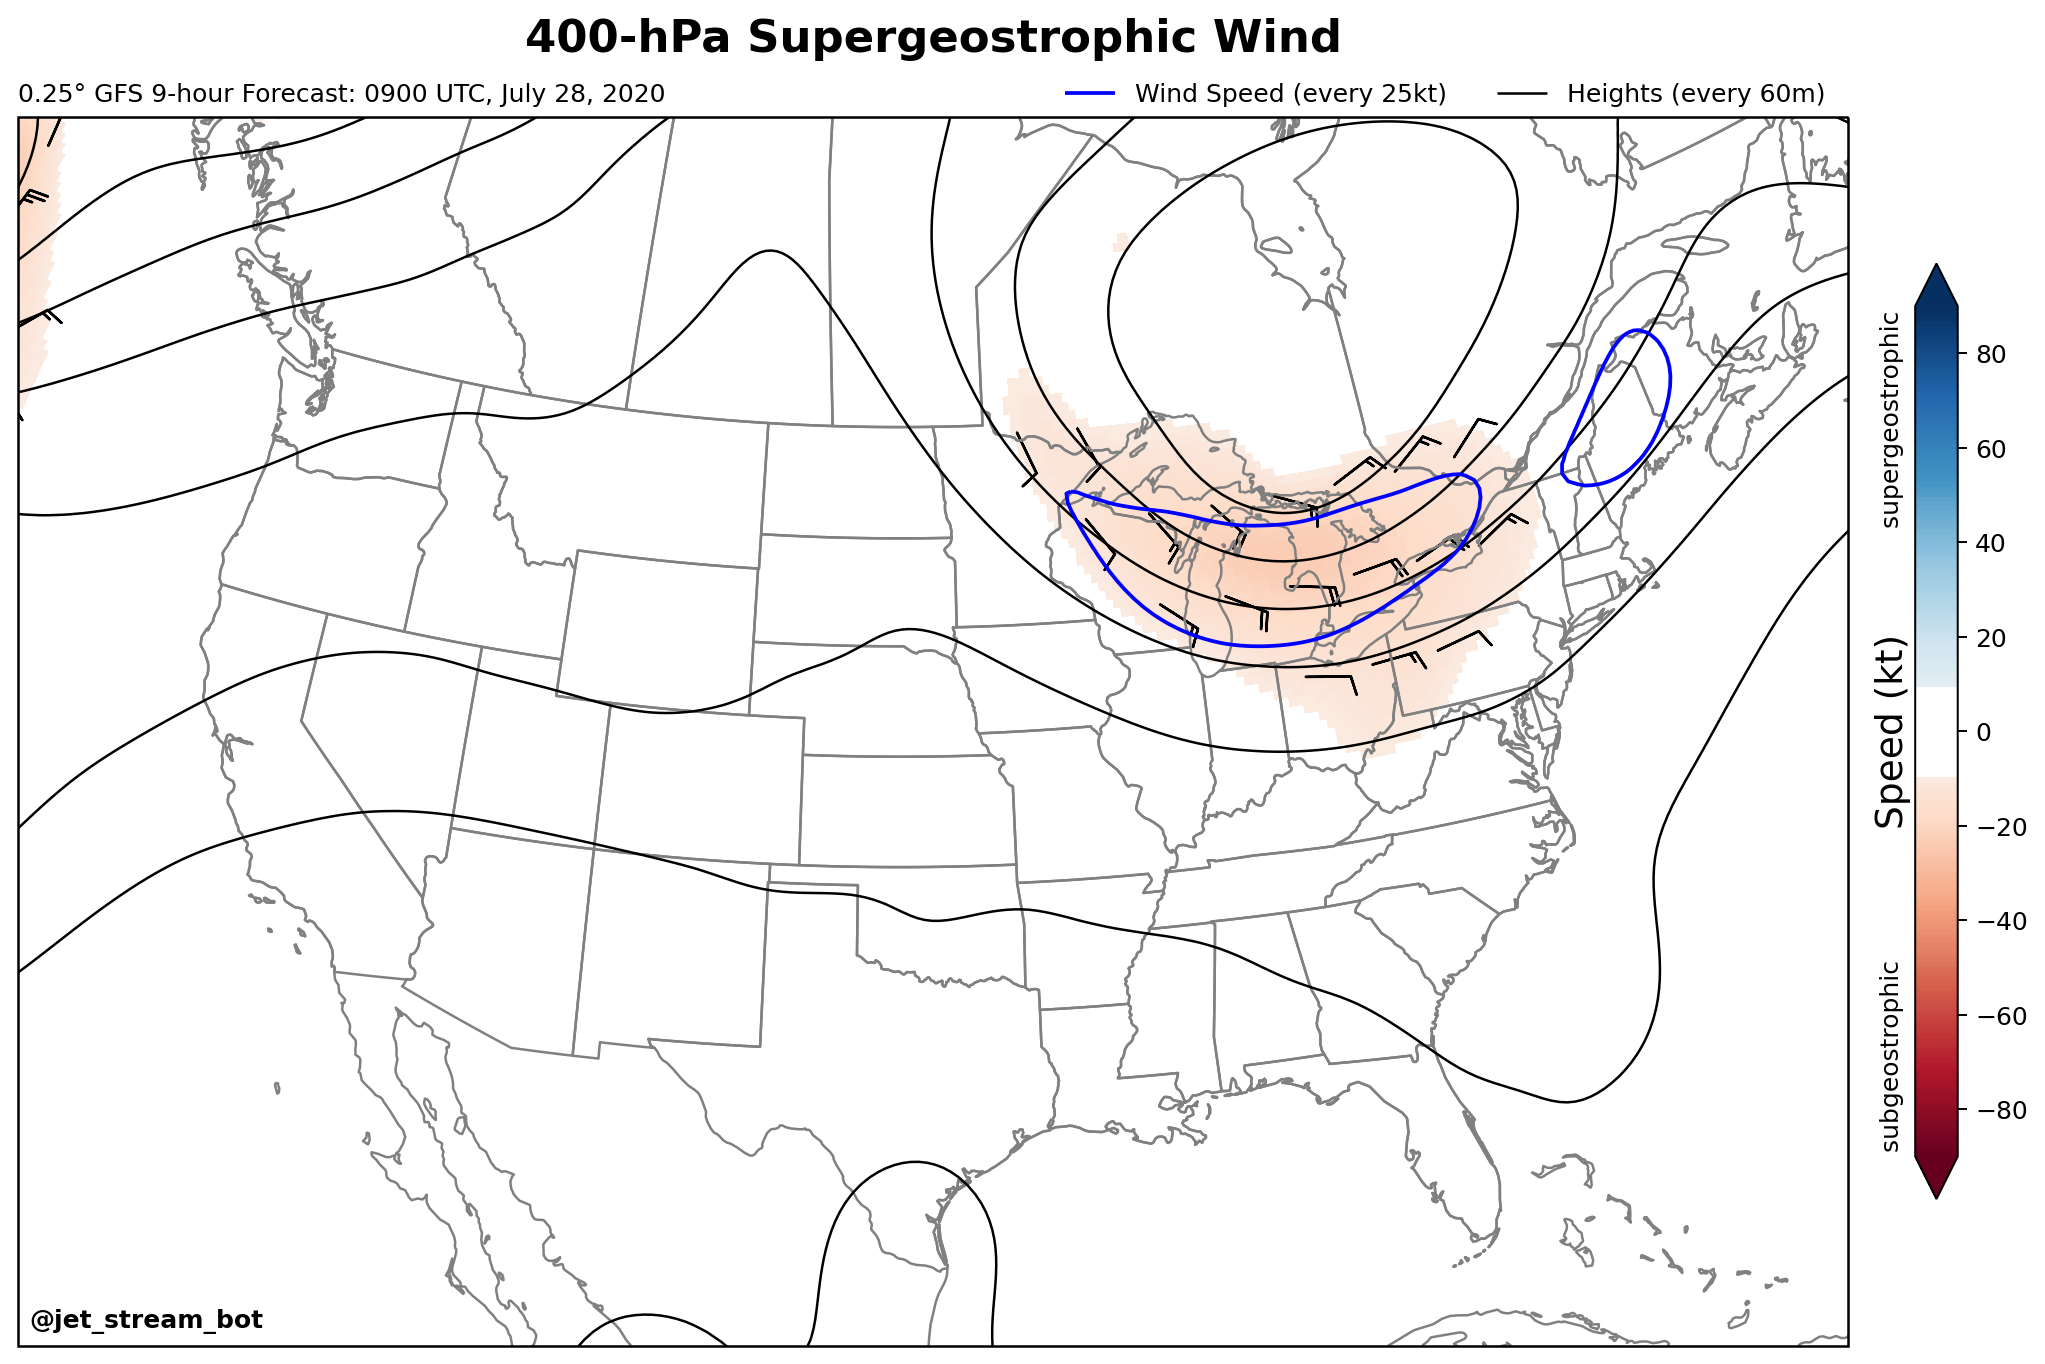 400-hPa Supergeostrophic Wind
0.25° GFS 9-hour Forecast: 0900 UTC, July 28, 2020
Wind Speed (every 25kt)
Heights (every 60m)
supergeostrophic
Speed (kt)
subgeostrophic
80
60
40
20
0
−20
−40
−60
−80
@jet_stream_bot